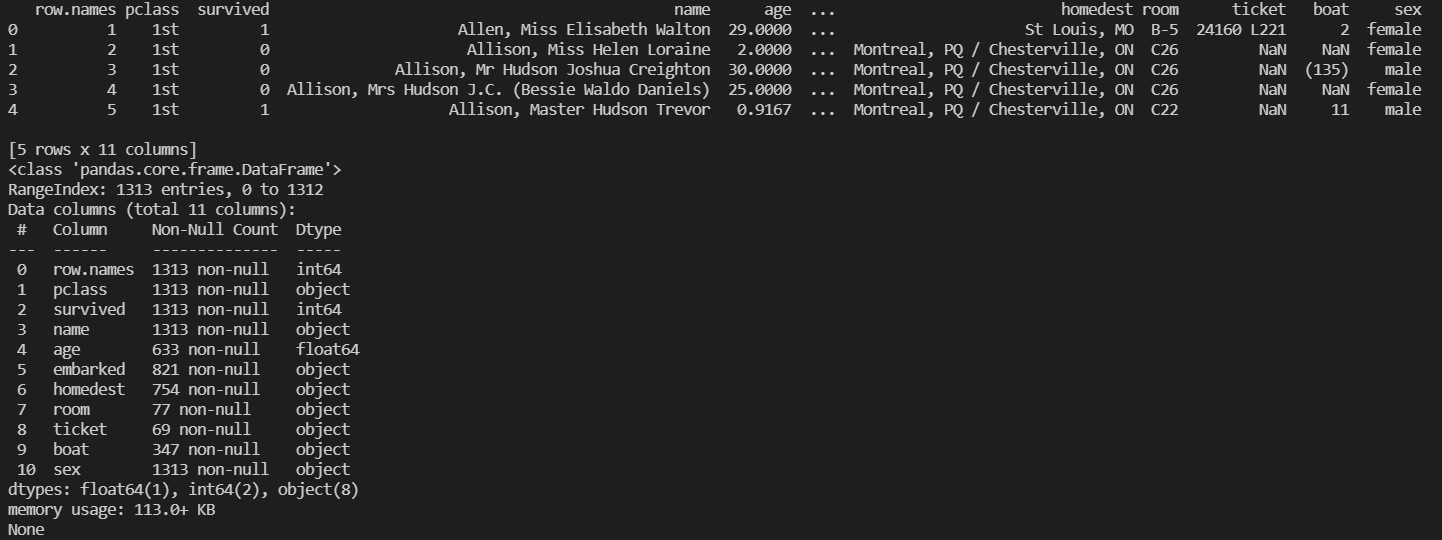 row.names pclass  survived                                             name      age  ...                         homedest room      ticket   boat     sex
0          1    1st         1                     Allen, Miss Elisabeth Walton  29.0000  ...                    St Louis, MO  B-5  24160 L221      2  female
1          2    1st         0                      Allison, Miss Helen Loraine   2.0000  ...  Montreal, PQ / Chesterville, ON  C26         NaN    NaN  female
2          3    1st         0              Allison, Mr Hudson Joshua Creighton  30.0000  ...  Montreal, PQ / Chesterville, ON  C26         NaN  (135)    male
3          4    1st         0  Allison, Mrs Hudson J.C. (Bessie Waldo Daniels)  25.0000  ...  Montreal, PQ / Chesterville, ON  C26         NaN    NaN  female
4          5    1st         1                    Allison, Master Hudson Trevor   0.9167  ...  Montreal, PQ / Chesterville, ON  C22         NaN     11    male

[5 rows x 11 columns]
<class 'pandas.core.frame.DataFrame'>
RangeIndex: 1313 entries, 0 to 1312
Data columns (total 11 columns):
 #   Column     Non-Null Count  Dtype
---  ------     --------------  -----
 0   row.names  1313 non-null   int64
 1   pclass     1313 non-null   object
 2   survived   1313 non-null   int64
 3   name       1313 non-null   object
 4   age        633 non-null    float64
 5   embarked   821 non-null    object
 6   homedest   754 non-null    object
 7   room       77 non-null     object
 8   ticket     69 non-null     object
 9   boat       347 non-null    object
 10  sex        1313 non-null   object
dtypes: float64(1), int64(2), object(8)
memory usage: 113.0+ KB
None